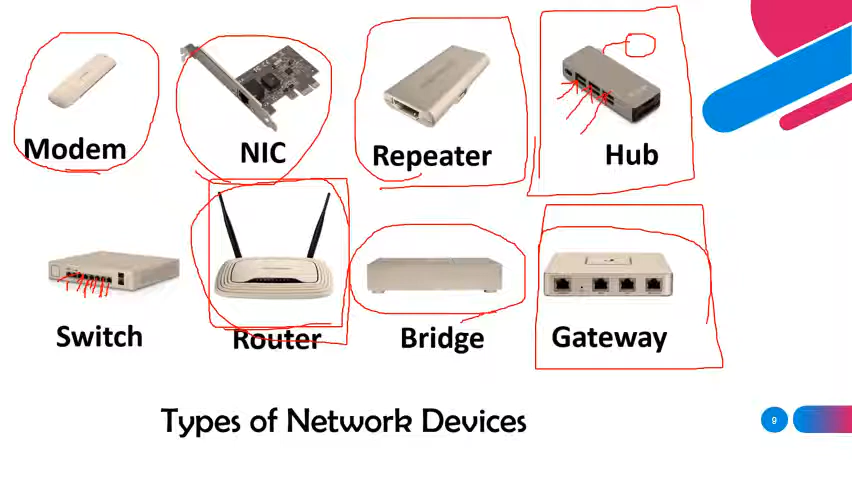 Modem
NIC
Repeater
Hub
Switch
Router
Bridge
Gateway
Types of Network Devices
9